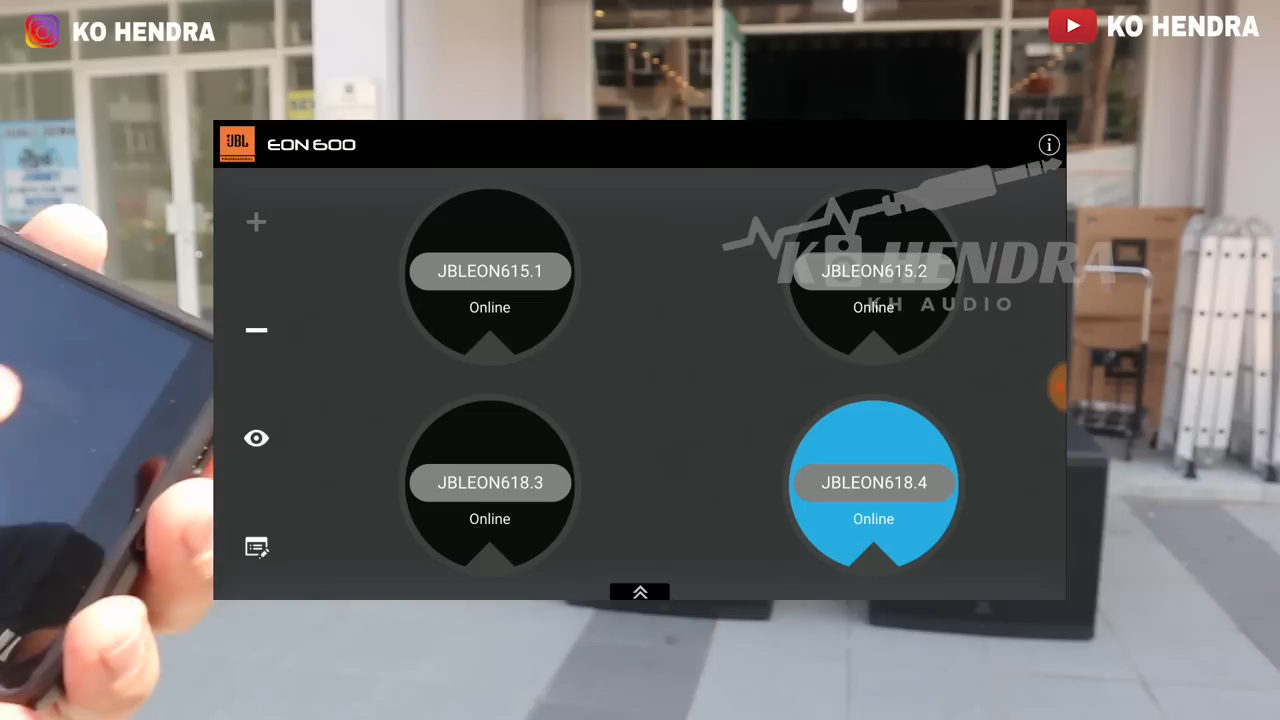 KO HENDRA
KO HENDRA
JBL
PROFESSIONAL
EON 600
JBLEON615.1
Online
JBLEON615.2
Online
KO HENDRA
KH AUDIO
JBLEON618.3
Online
JBLEON618.4
Online